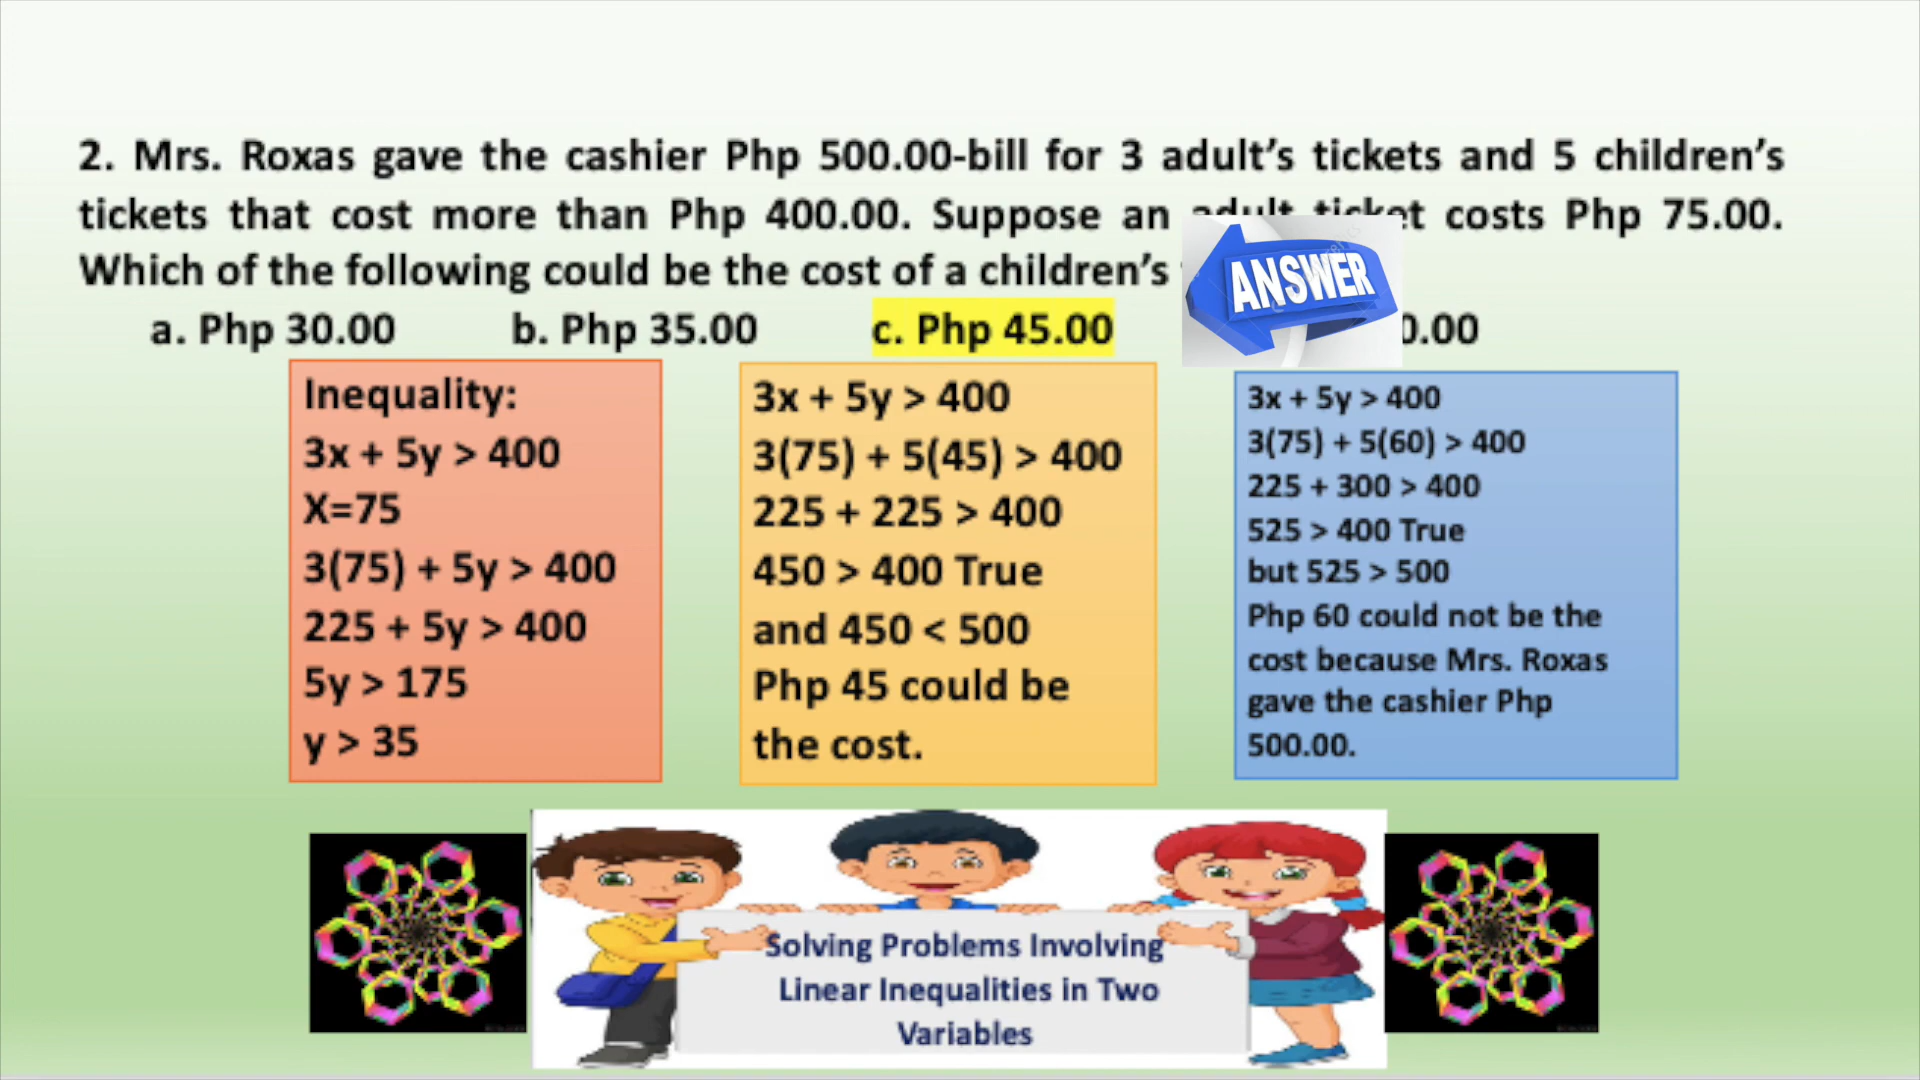 2. Mrs. Roxas gave the cashier Php 500.00-bill for 3 adult's tickets and 5 children's
tickets that cost more than Php 400.00. Suppose an adult ticket costs Php 75.00.
Which of the following could be the cost of a children's
ANSWER
a. Php 30.00 b. Php 35.00 c. Php 45.00 0.00
Inequality:
3x + 5y > 400
X=75
3(75) + 5y > 400
225 + 5y > 400
5y > 175
y > 35
3x + 5y > 400
3(75) + 5(45) > 400
225 + 225 > 400
450 > 400 True
and 450 < 500
Php 45 could be
the cost.
3x + 5y > 400
3(75) + 5(60) > 400
225 + 300 > 400
525 > 400 True
but 525 > 500
Php 60 could not be the
cost because Mrs. Roxas
gave the cashier Php
500.00.
Solving Problems Involving
Linear Inequalities in Two
Variables